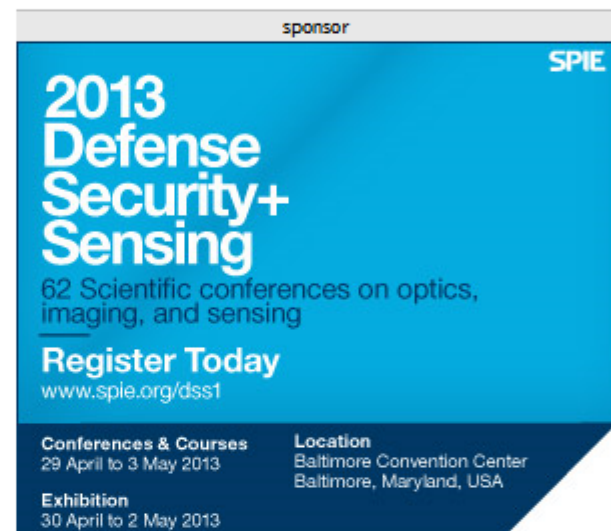 sponsor
SPIE
2013
Defense
Security+
Sensing
62 Scientific conferences on optics,
imaging, and sensing
Register Today
www.spie.org/dss1
Conferences & Courses
29 April to 3 May 2013
Location
Baltimore Convention Center
Baltimore, Maryland, USA
Exhibition
30 April to 2 May 2013